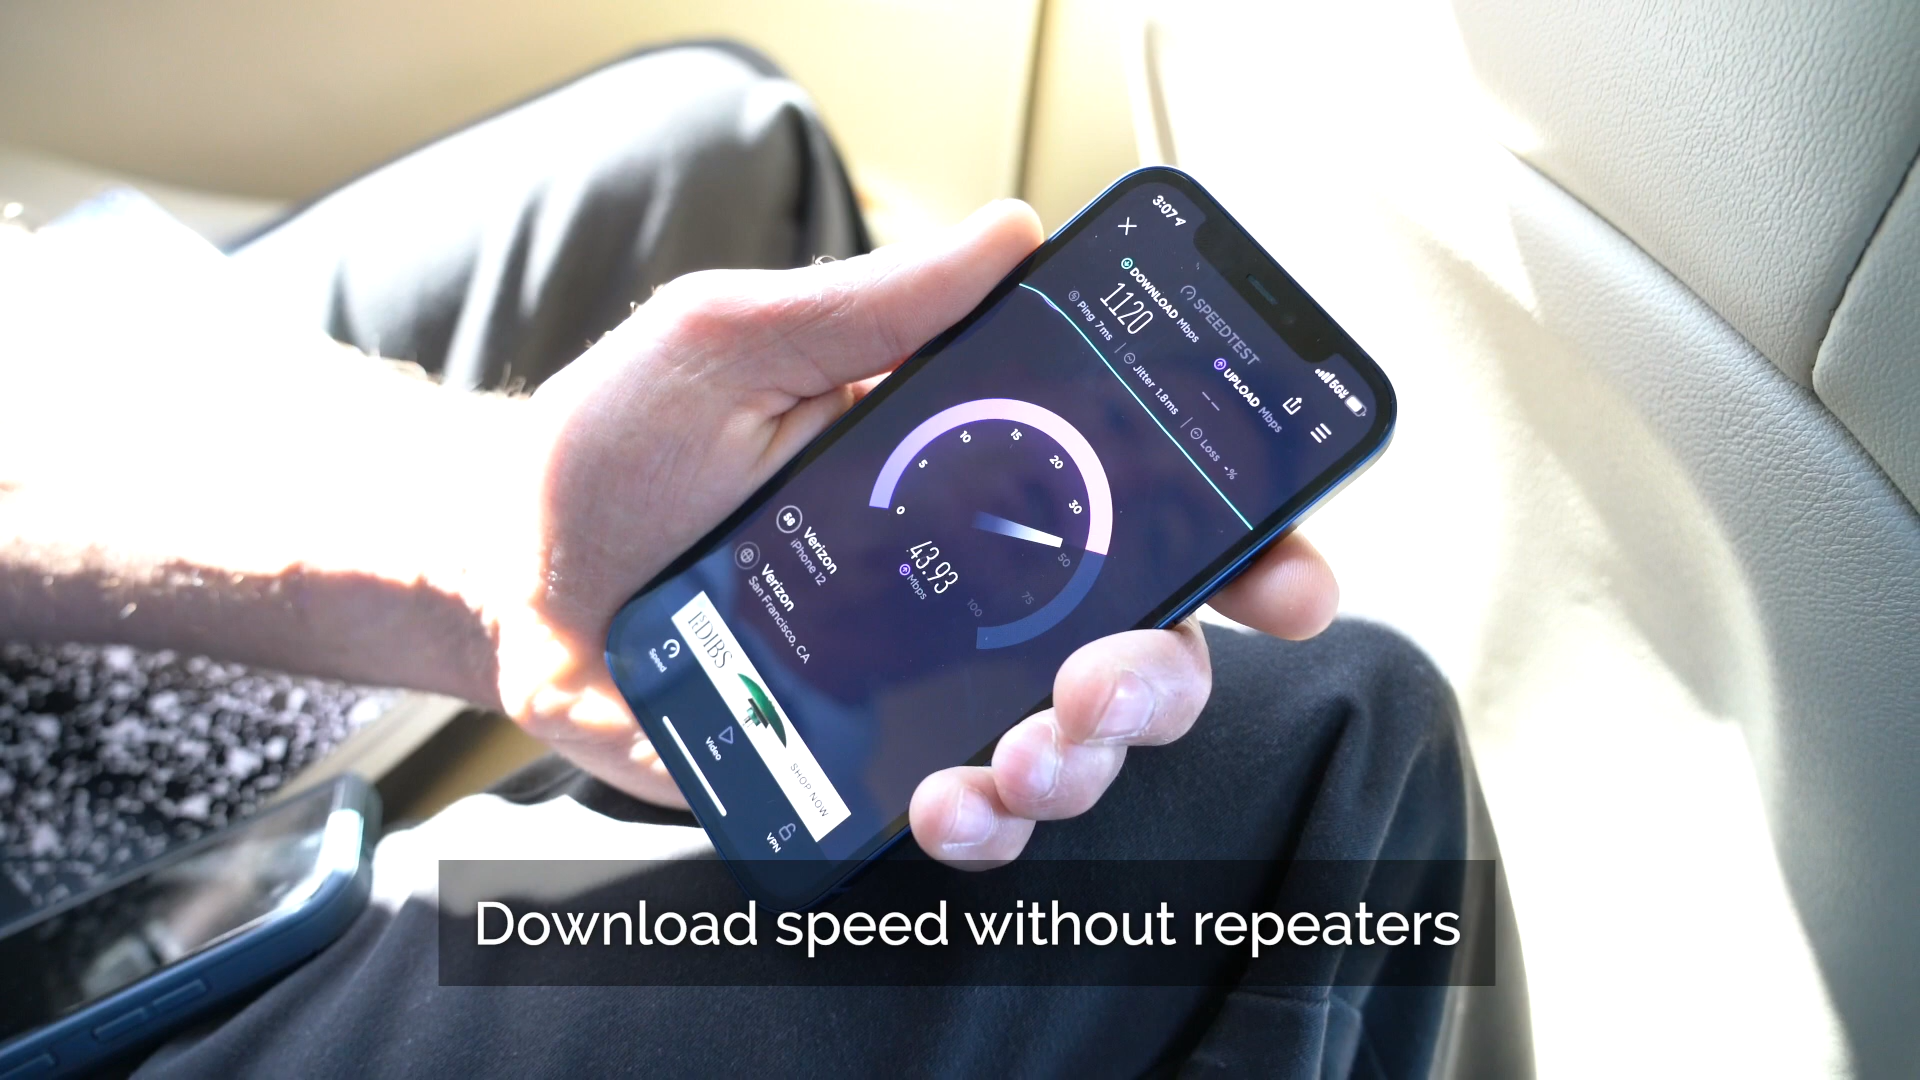 3:07
5G
SPEEDTEST
DOWNLOAD Mbps
1120
UPLOAD Mbps
Ping 7ms
Jitter 1.8ms
Loss -%
0
5
10
15
20
30
50
75
100
43.93
Mbps
5G
Verizon
iPhone 12
Verizon
San Francisco, CA
1STDIBS
SHOP NOW
Speed
Video
VPN
Download speed without repeaters